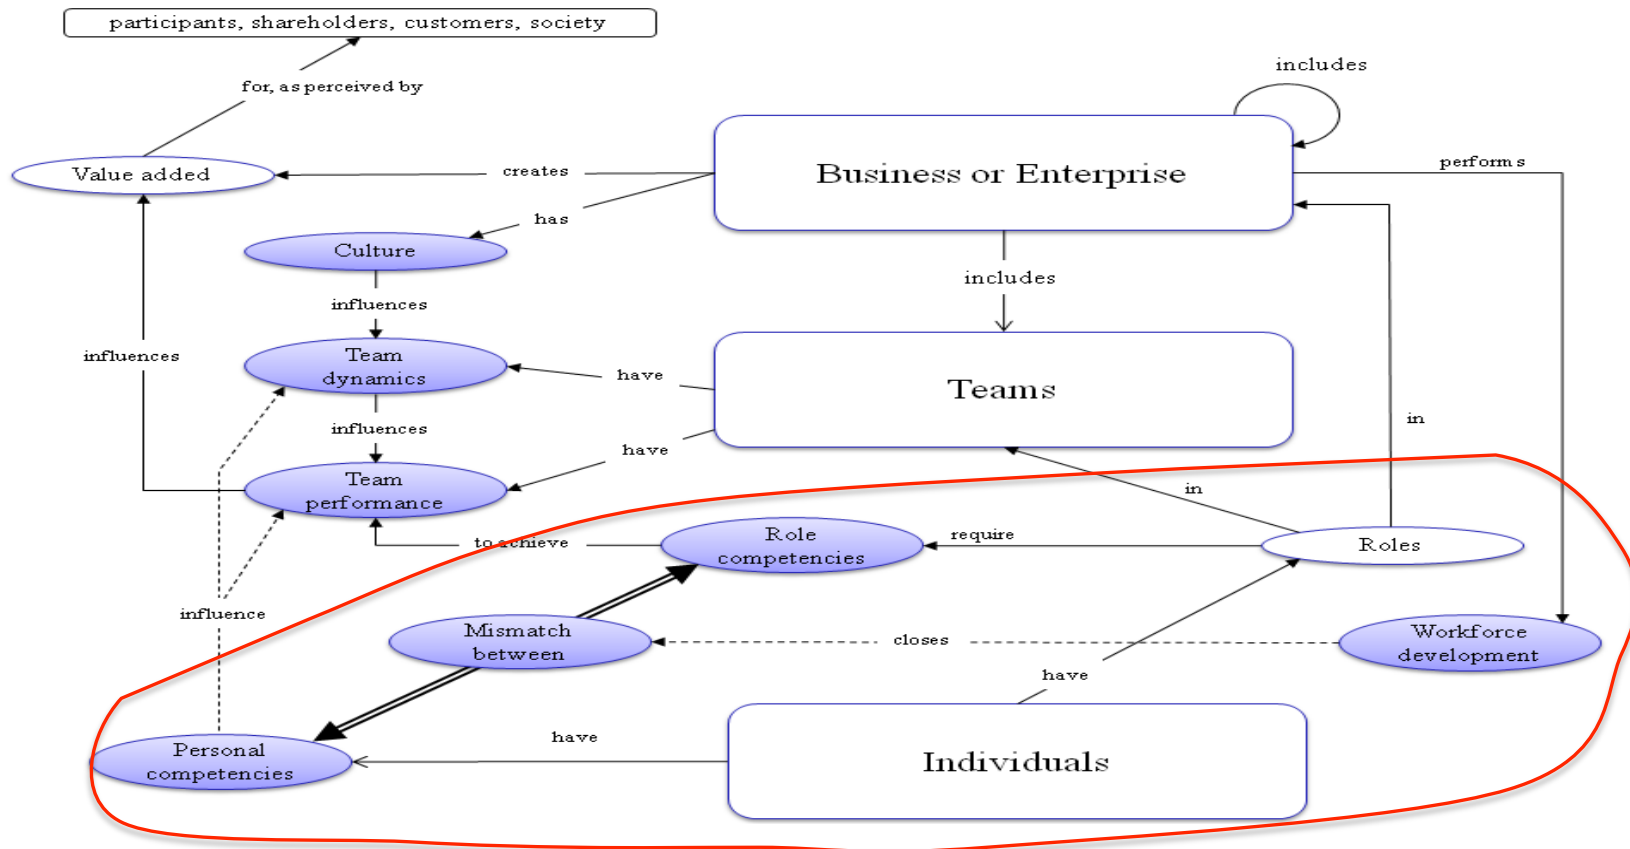 participants, shareholders, customers, society
includes
for, as perceived by
performs
Business or Enterprise
creates
Value added
has
Culture
includes
influences
Team
dynamics
influences
have
Teams
in
influences
have
Team
performance
in
Role
competencies
require
to achieve
Roles
influence
Mismatch
between
closes
Workforce
development
have
Personal
competencies
have
Individuals